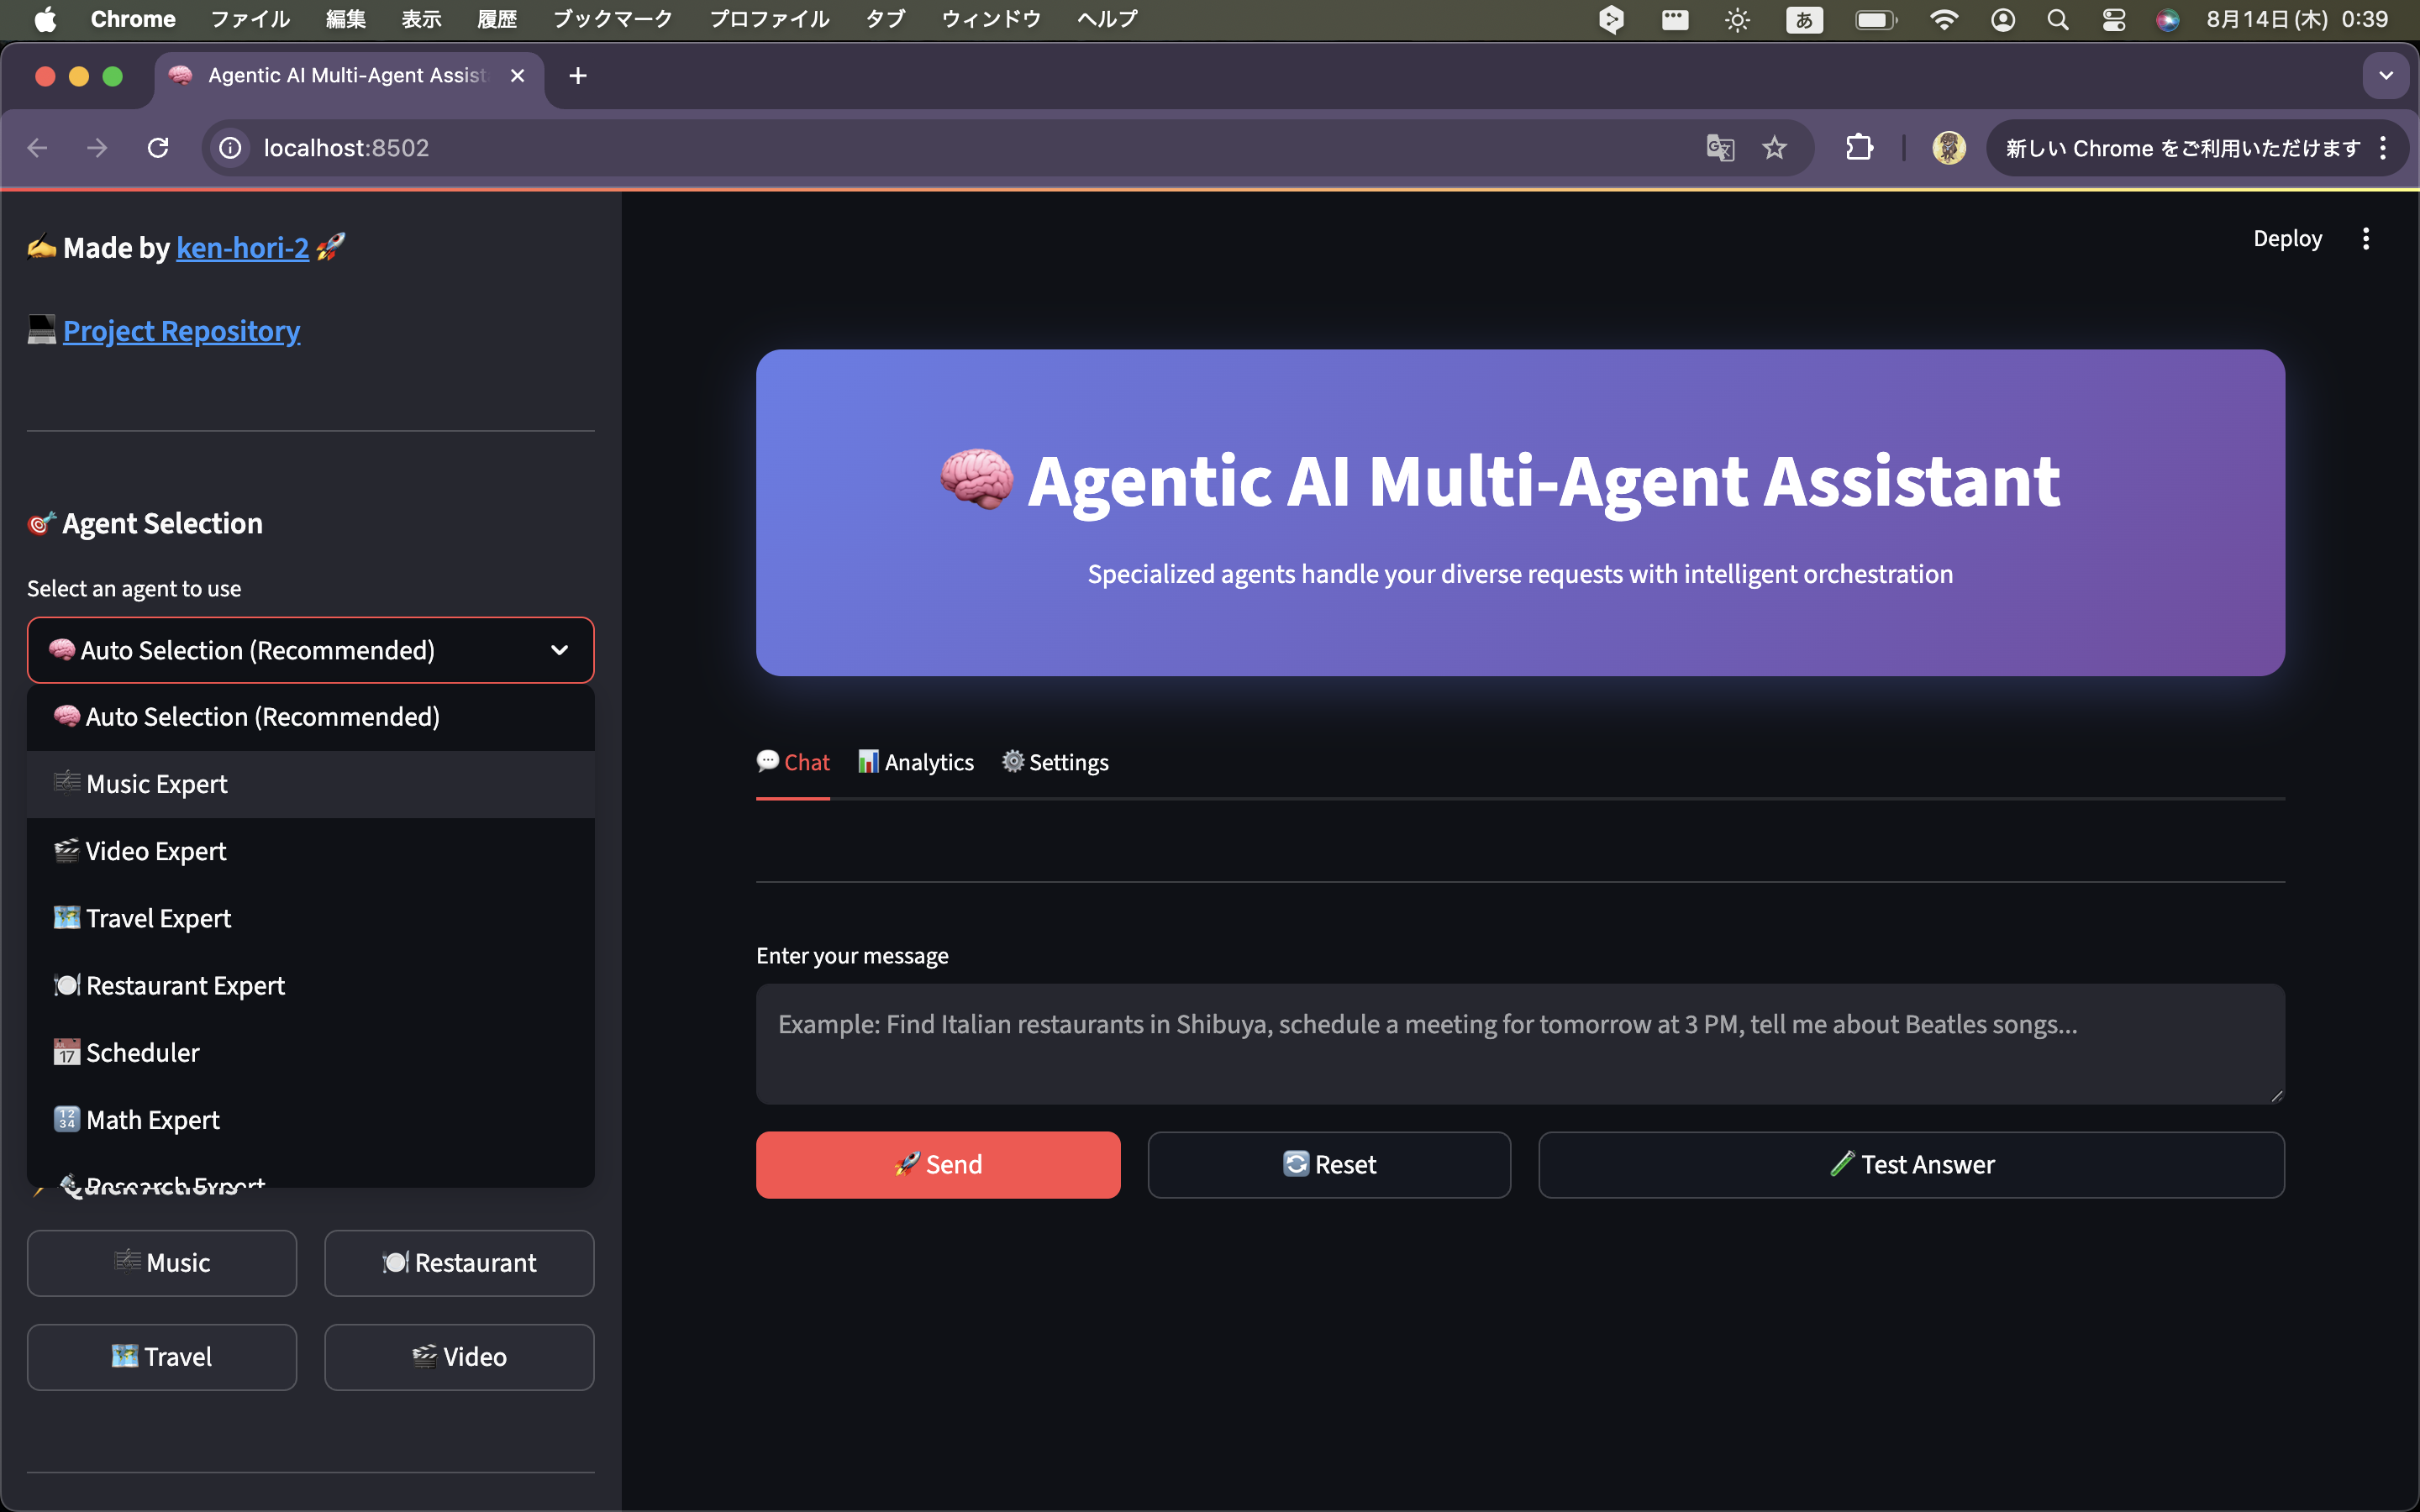 Chrome ファイル 編集 表示 履歴 ブックマーク プロファイル タブ ウィンドウ ヘルプ あ 8月14日(木) 0:39
Agentic AI Multi-Agent Assist
localhost:8502
新しい Chrome をご利用いただけます
Made by ken-hori-2
Project Repository
Agent Selection
Select an agent to use
Auto Selection (Recommended)
Auto Selection (Recommended)
Music Expert
Video Expert
Travel Expert
Restaurant Expert
Scheduler
Math Expert
Research Expert
Music
Restaurant
Travel
Video
Deploy
Agentic AI Multi-Agent Assistant
Specialized agents handle your diverse requests with intelligent orchestration
Chat Analytics Settings
Enter your message
Example: Find Italian restaurants in Shibuya, schedule a meeting for tomorrow at 3 PM, tell me about Beatles songs...
Send
Reset
Test Answer